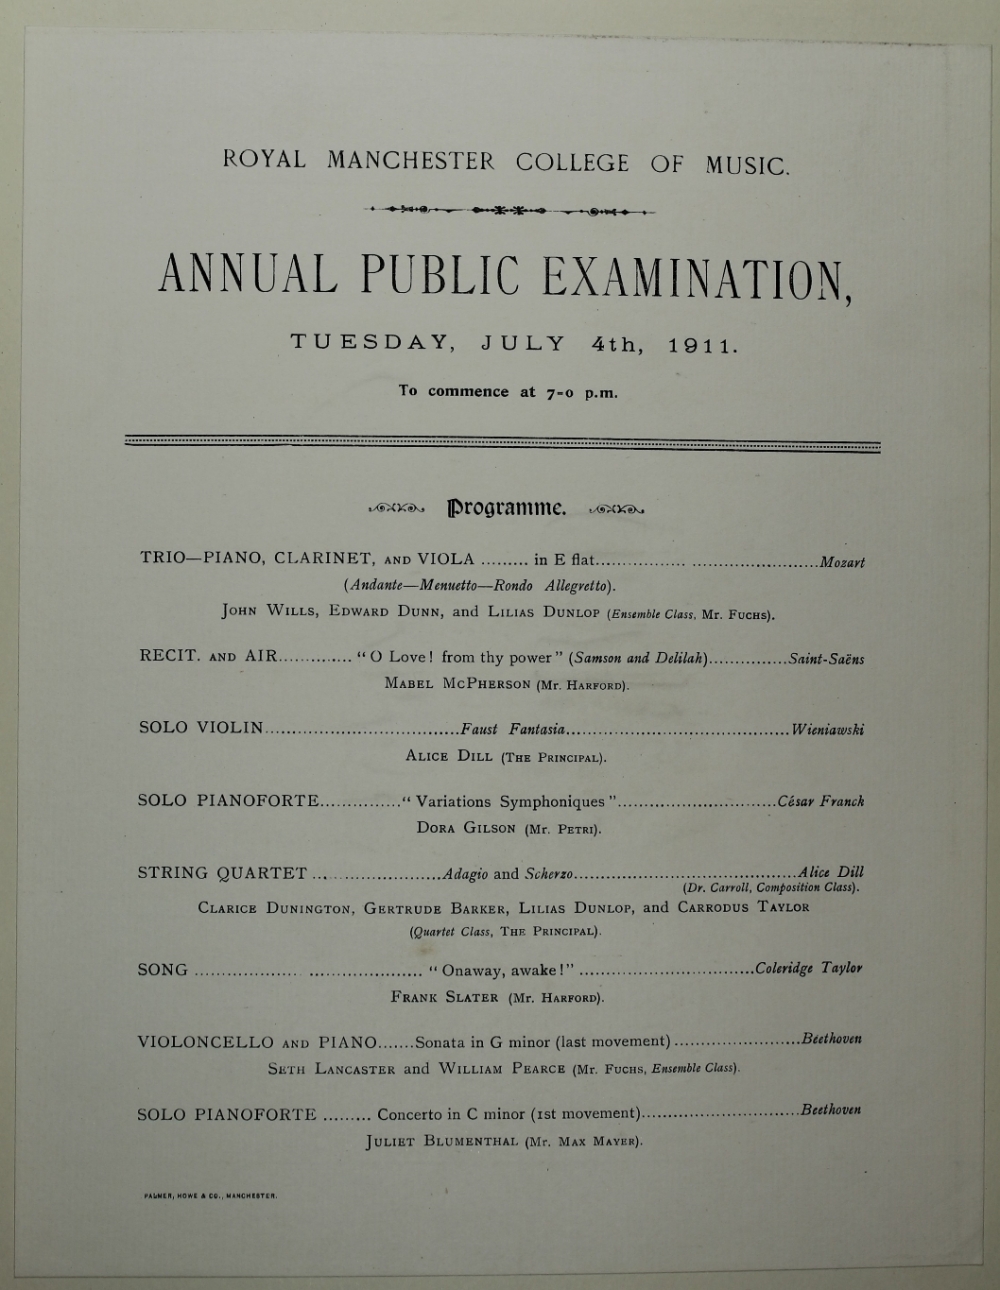 ROYAL MANCHESTER COLLEGE OF MUSIC.
ANNUAL PUBLIC EXAMINATION,
TUESDAY, JULY 4th, 1911.
To commence at 7-0 p.m.
Programme.
TRIO—PIANO, CLARINET, AND VIOLA ......... in E flat............... .......................Mozart
(Andante—Menuetto—Rondo Allegretto).
JOHN WILLS, EDWARD DUNN, and LILIAS DUNLOP (Ensemble Class, Mr. FUCHS).
RECIT. AND AIR............. "O Love! from thy power" (Samson and Delilah)..............Saint-Saëns
MABEL MCPHERSON (Mr. HARFORD).
SOLO VIOLIN...................................Faust Fantasia........................................Wieniawski
ALICE DILL (THE PRINCIPAL).
SOLO PIANOFORTE..............."Variations Symphoniques"............................César Franck
DORA GILSON (Mr. PETRI).
STRING QUARTET .......................Adagio and Scherzo........................................Alice Dill
(Dr. Carroll, Composition Class).
CLARICE DUNINGTON, GERTRUDE BARKER, LILIAS DUNLOP, and CARRODUS TAYLOR
(Quartet Class, THE PRINCIPAL).
SONG ................... ..................... "Onaway, awake!" ...............................Coleridge Taylor
FRANK SLATER (Mr. HARFORD).
VIOLONCELLO AND PIANO.......Sonata in G minor (last movement) .......................Beethoven
SETH LANCASTER and WILLIAM PEARCE (Mr. FUCHS, Ensemble Class).
SOLO PIANOFORTE ......... Concerto in C minor (1st movement).............................Beethoven
JULIET BLUMENTHAL (Mr. MAX MAYER).
PALMER, HOWE & CO., MANCHESTER.